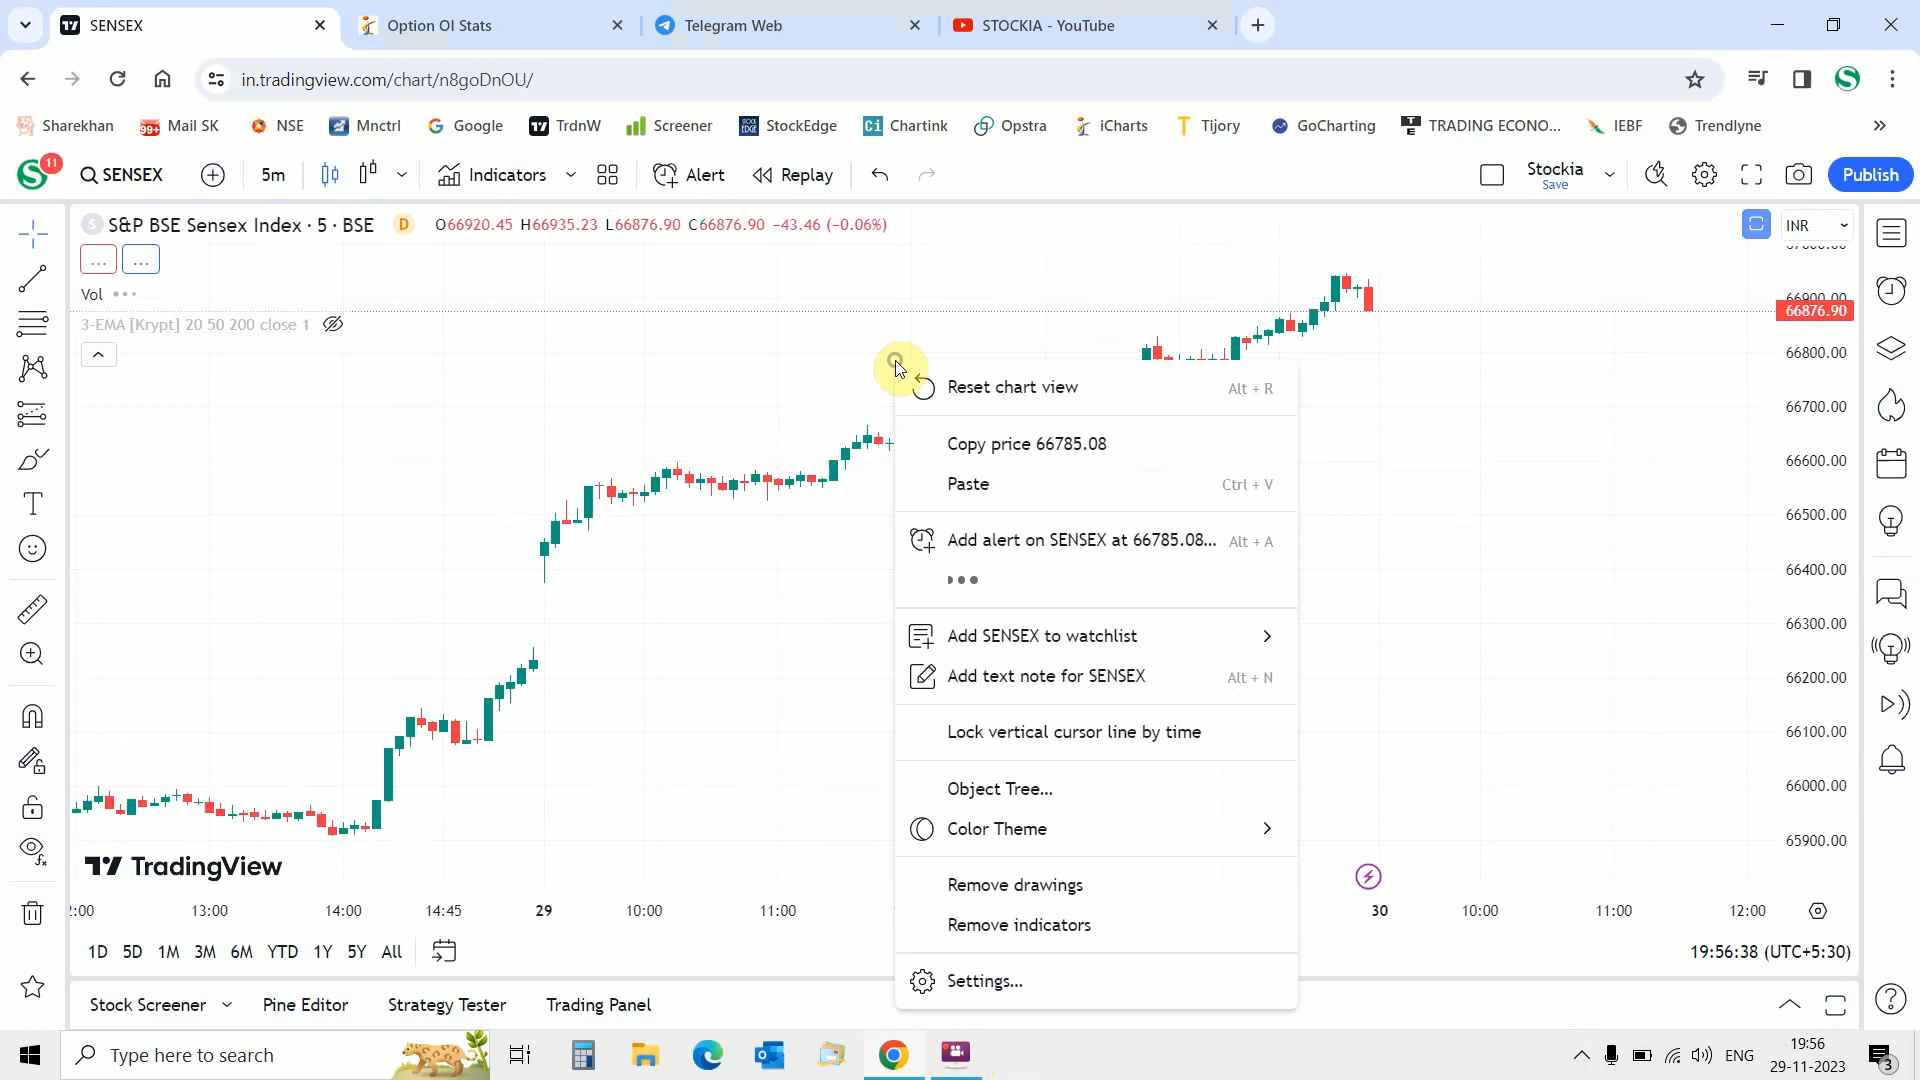 SENSEX
Option OI Stats
Telegram Web
STOCKIA - YouTube
in.tradingview.com/chart/n8goDnOU/
Sharekhan
99+ Mail SK
NSE
Mnctrl
Google
TrdnW
Screener
StockEdge
Chartink
Opstra
iCharts
Tijory
GoCharting
TRADING ECONO...
IEBF
Trendlyne
11
SENSEX
5m
Indicators
Alert
Replay
Stockia
Save
Publish
S&P BSE Sensex Index · 5 · BSE
D
O66920.45 H66935.23 L66876.90 C66876.90 −43.46 (−0.06%)
INR
... ...
Vol
3-EMA [Krypt] 20 50 200 close 1
66876.90
66800.00
66700.00
66600.00
66500.00
66400.00
66300.00
66200.00
66100.00
66000.00
65900.00
Reset chart view Alt + R
Copy price 66785.08
Paste Ctrl + V
Add alert on SENSEX at 66785.08... Alt + A
Add SENSEX to watchlist
Add text note for SENSEX Alt + N
Lock vertical cursor line by time
Object Tree...
Color Theme
Remove drawings
Remove indicators
Settings...
TradingView
:00 13:00 14:00 14:45 29 10:00 11:00 30 10:00 11:00 12:00
1D 5D 1M 3M 6M YTD 1Y 5Y All
19:56:38 (UTC+5:30)
Stock Screener
Pine Editor
Strategy Tester
Trading Panel
Type here to search
ENG
19:56
29-11-2023
3